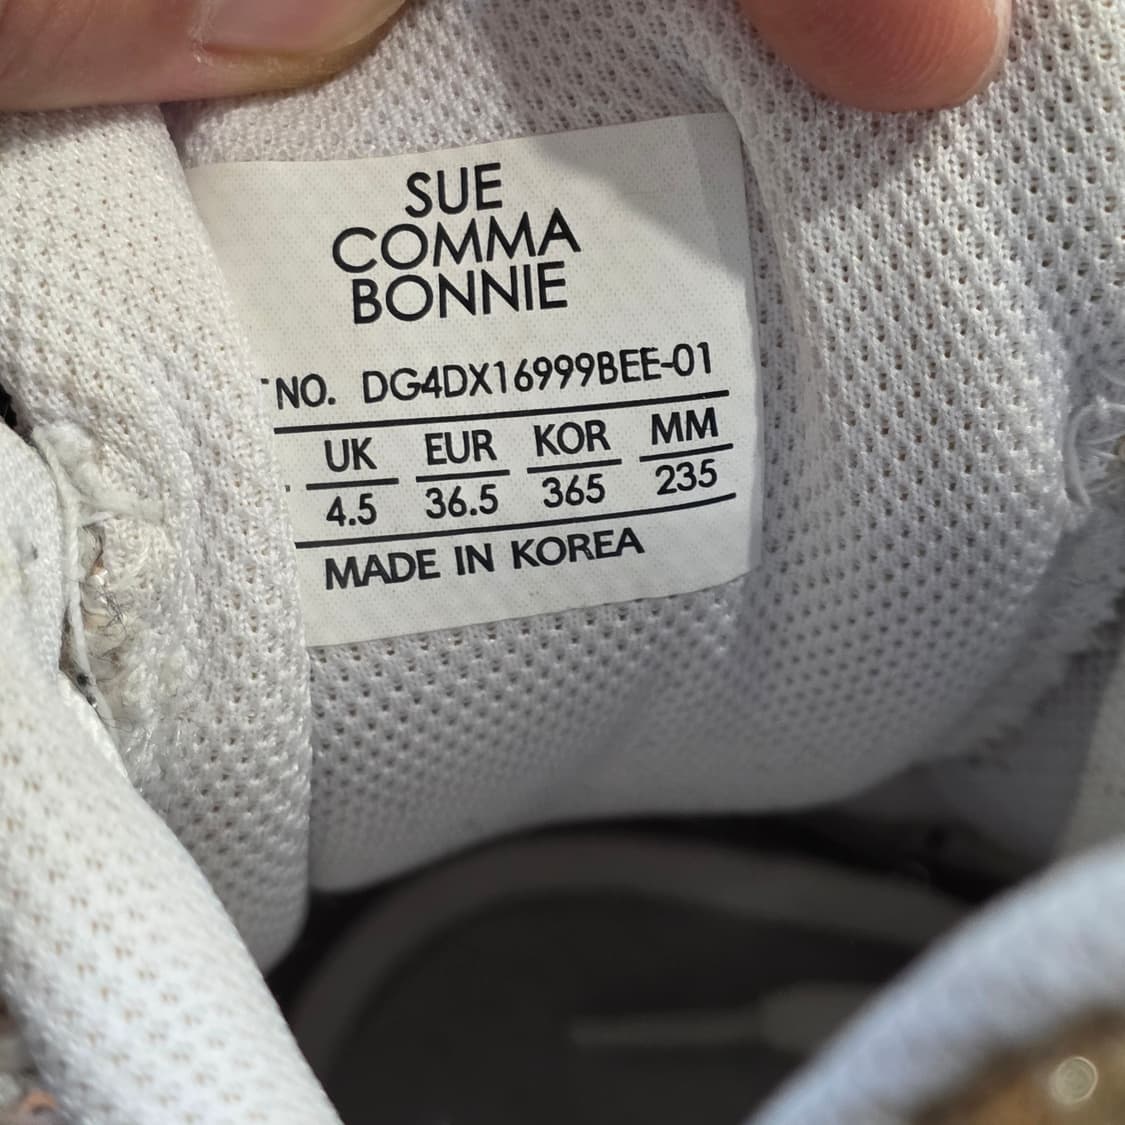 SUE
COMMA
BONNIE
NO. DG4DX16999BEE-01
UK EUR KOR MM
4.5 36.5 365 235
MADE IN KOREA